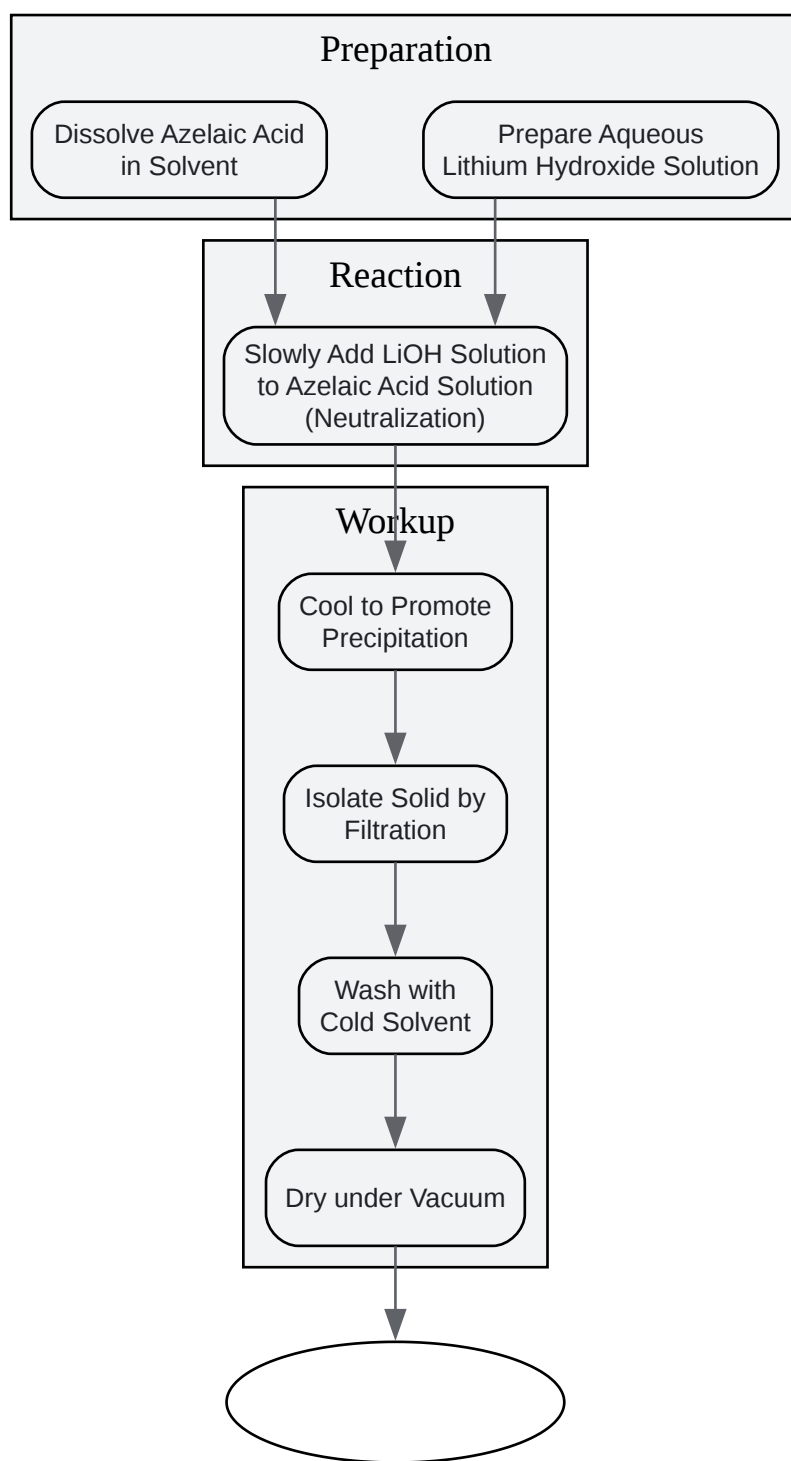 Preparation
Dissolve Azelaic Acid
in Solvent
Prepare Aqueous
Lithium Hydroxide Solution
Reaction
Slowly Add LiOH Solution
to Azelaic Acid Solution
(Neutralization)
Workup
Cool to Promote
Precipitation
Isolate Solid by
Filtration
Wash with
Cold Solvent
Dry under Vacuum